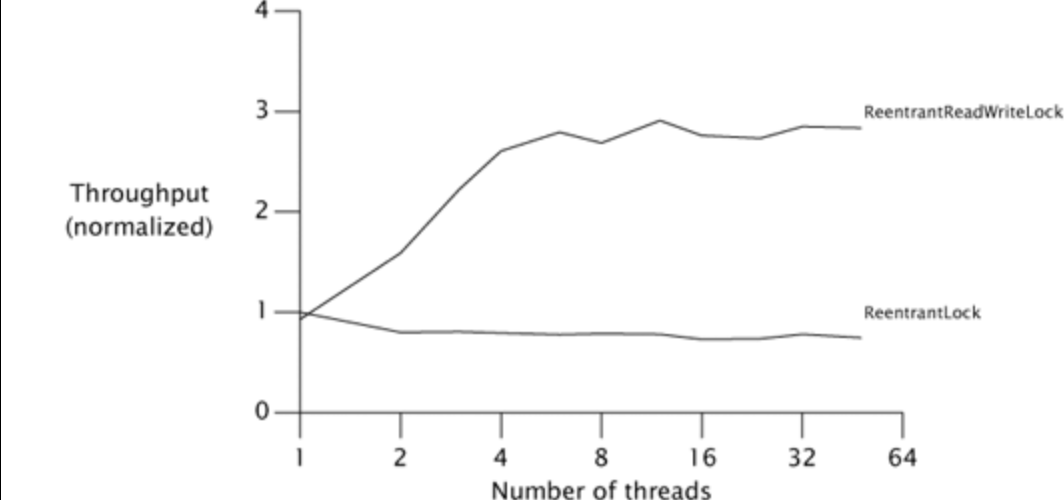 4
3
ReentrantReadWriteLock
Throughput
(normalized)
2
1
ReentrantLock
0
1 2 4 8 16 32 64
Number of threads